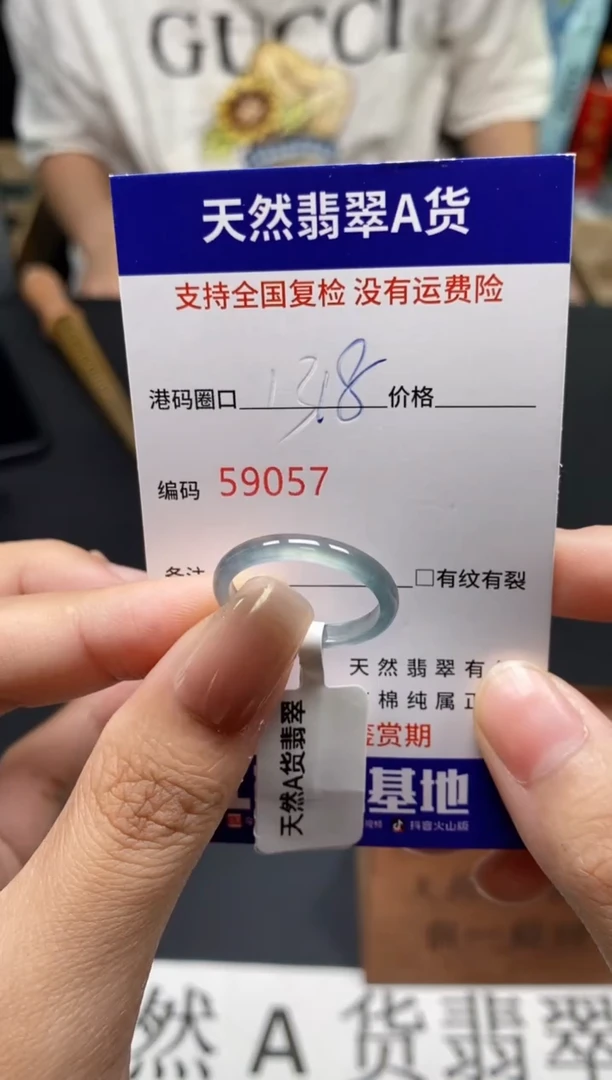 GUCCI
天然翡翠A货
支持全国复检 没有运费险
港码圈口 13.8 价格
编码 59057
备注 □有纹有裂
天然翡翠有
棉纯属正
鉴赏期
基地
抖音火山版
天然A货翡翠
然 A 货翡翠